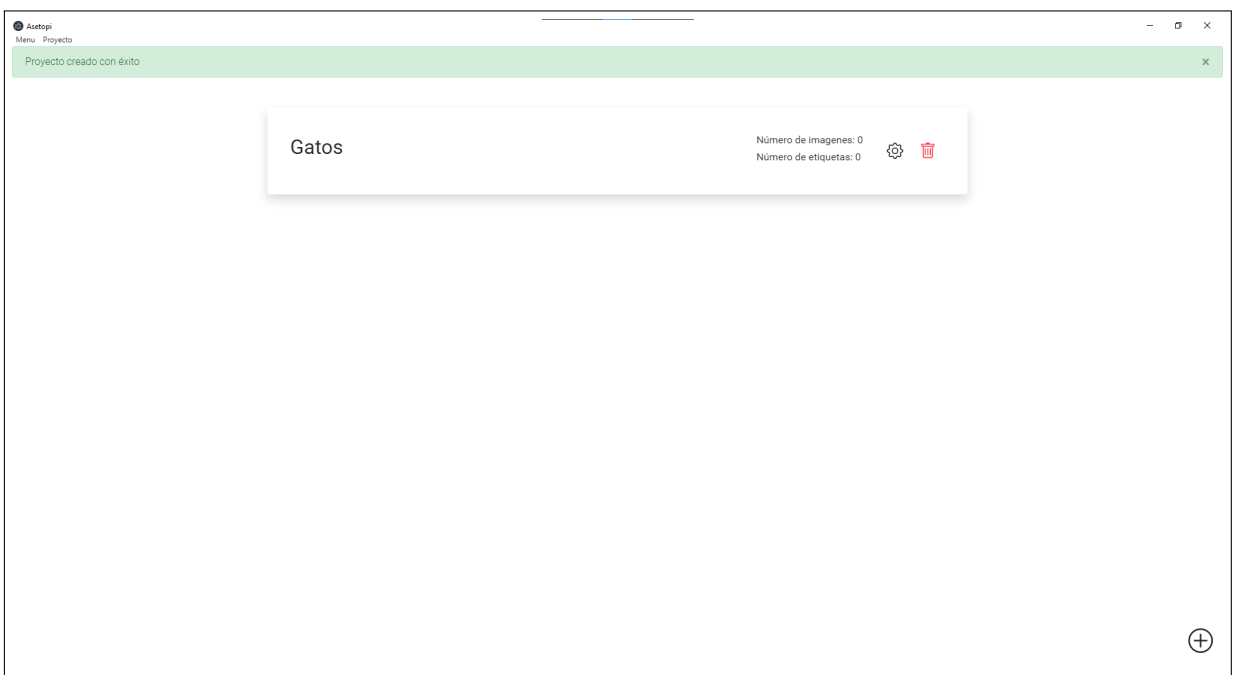 Asetopi
Menu Proyecto
Proyecto creado con éxito
Gatos
Número de imagenes: 0
Número de etiquetas: 0